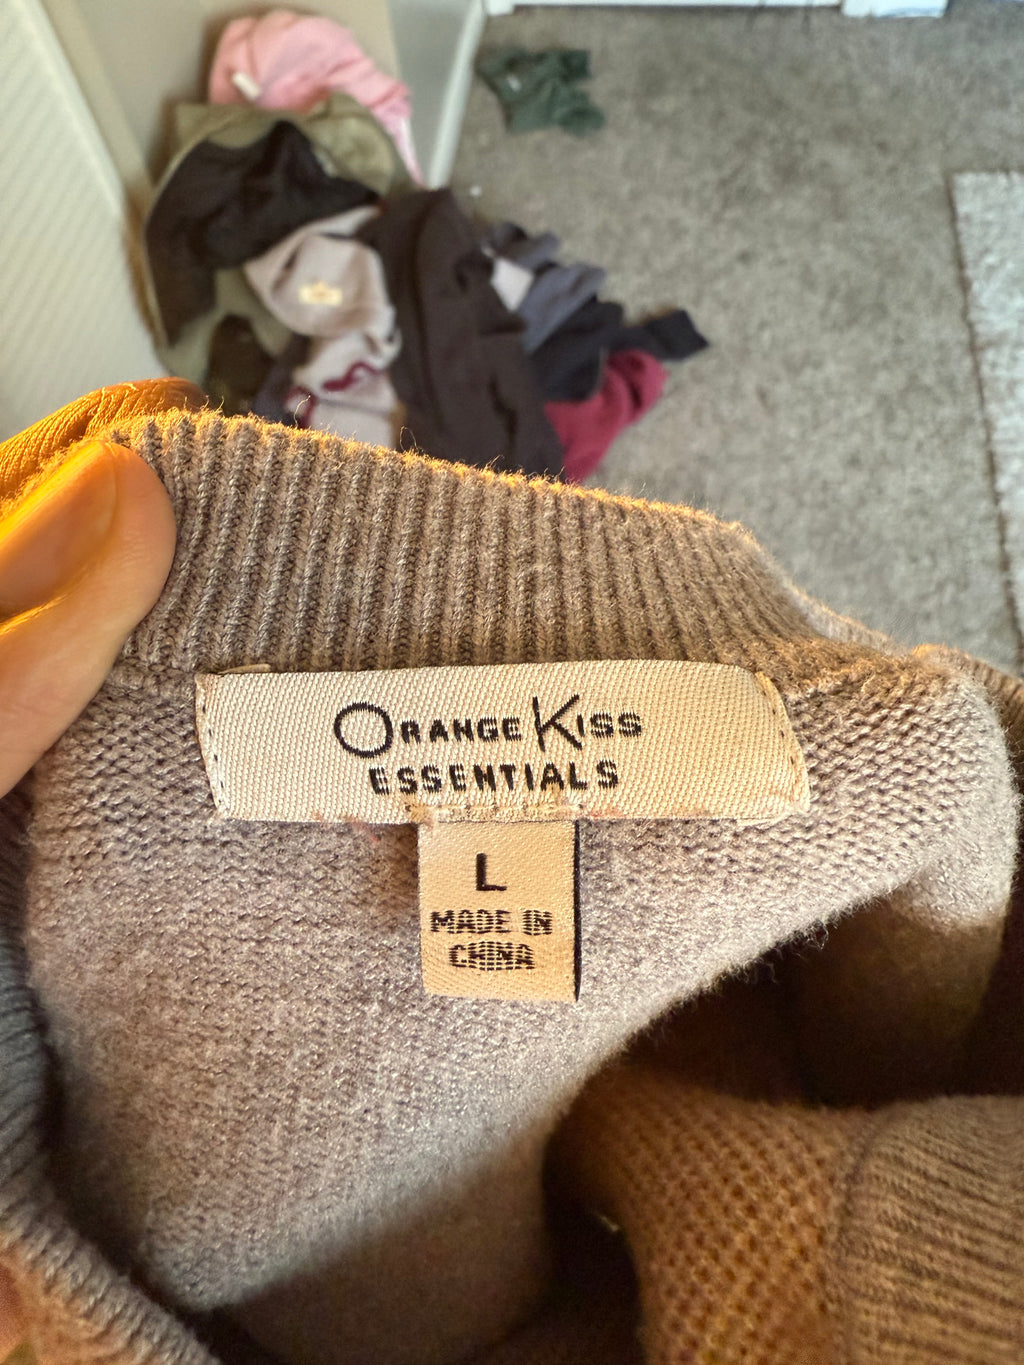 ORANGE KISS
ESSENTIALS
L
MADE IN
CHINA